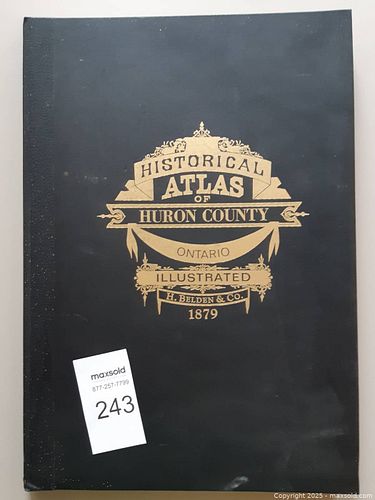 HISTORICAL
ATLAS
OF
HURON COUNTY
ONTARIO
ILLUSTRATED
H. BELDEN & CO.
1879
maxsold
877-257-7799
243
Copyright © 2025 - maxsold.com